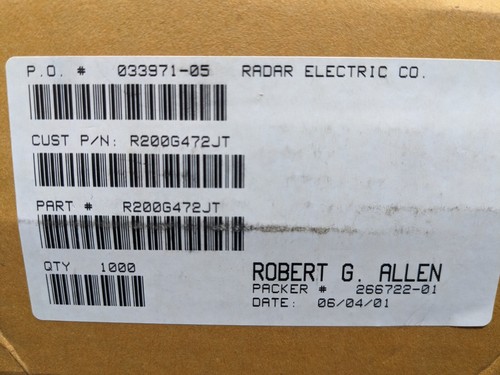 P.O. # 033971-05 RADAR ELECTRIC CO.
CUST P/N: R200G472JT
PART # R200G472JT
QTY 1000
ROBERT G. ALLEN
PACKER # 266722-01
DATE: 06/04/01